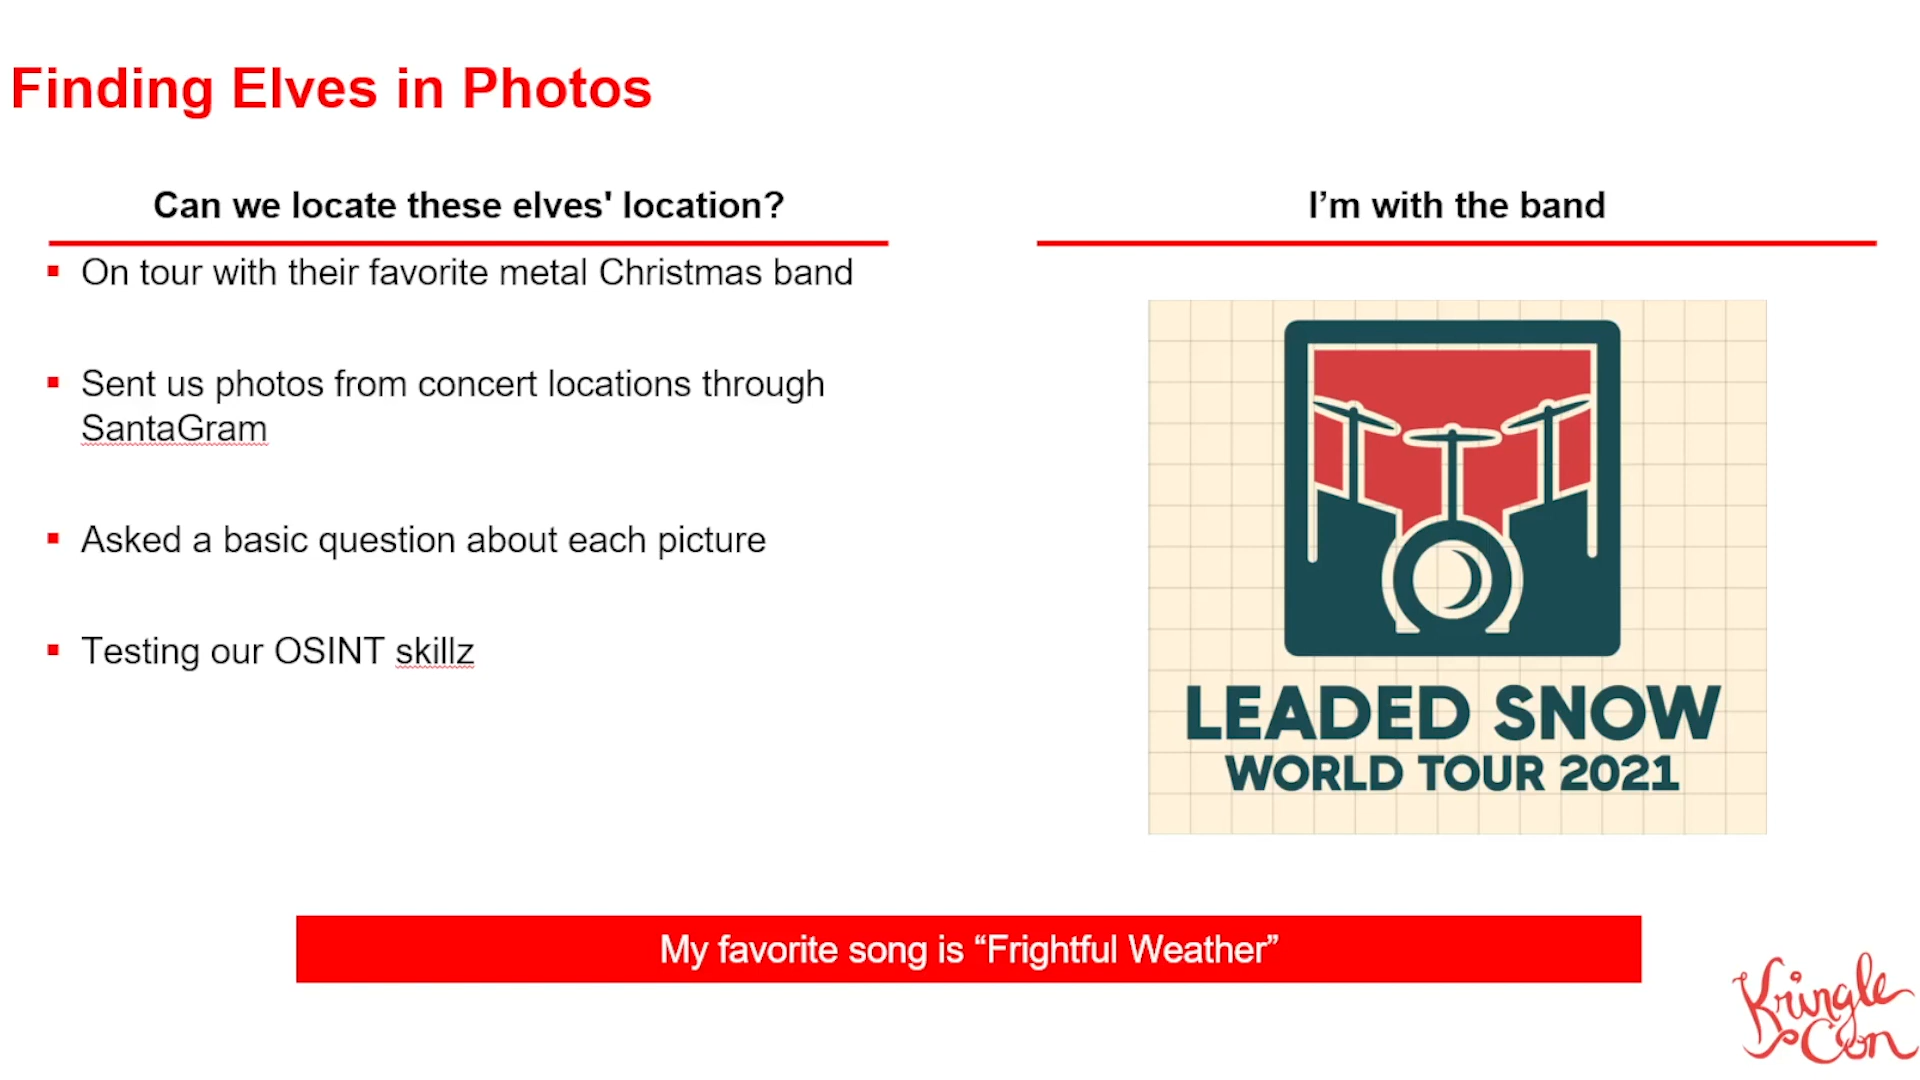 Finding Elves in Photos
Can we locate these elves' location?
On tour with their favorite metal Christmas band
Sent us photos from concert locations through
SantaGram
Asked a basic question about each picture
Testing our OSINT skillz
I’m with the band
LEADED SNOW
WORLD TOUR 2021
My favorite song is “Frightful Weather”
Kringle
Con